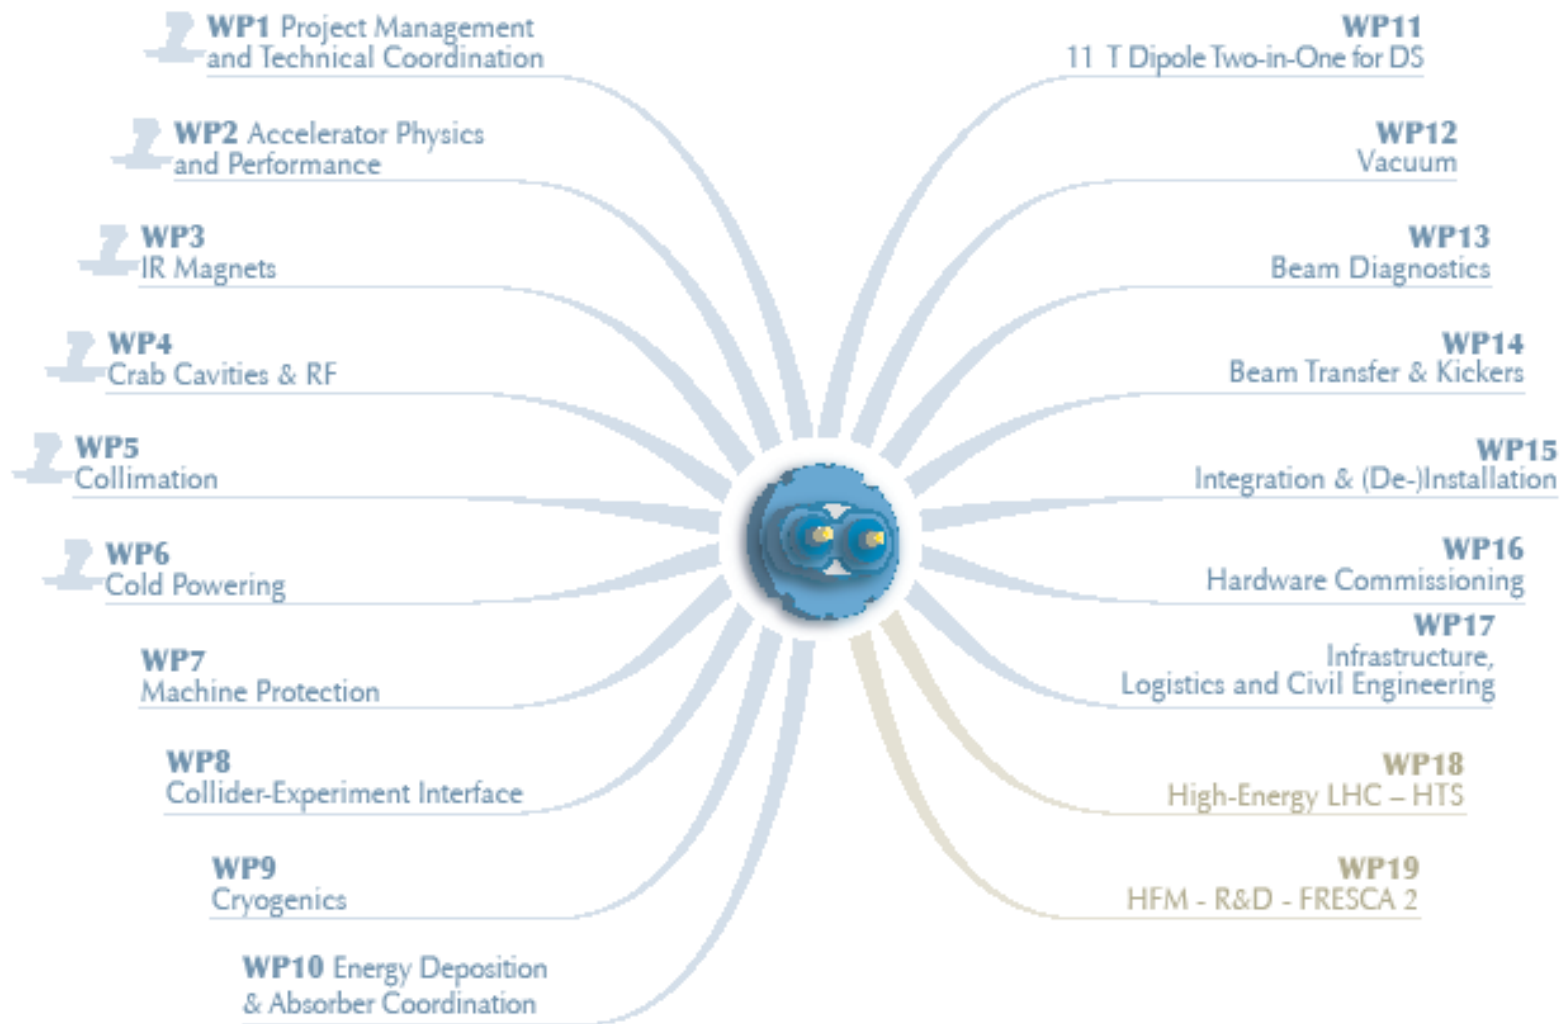 WP1 Project Management
and Technical Coordination
WP2 Accelerator Physics
and Performance
WP3
IR Magnets
WP4
Crab Cavities & RF
WP5
Collimation
WP6
Cold Powering
WP7
Machine Protection
WP8
Collider-Experiment Interface
WP9
Cryogenics
WP10 Energy Deposition
& Absorber Coordination
WP11
11 T Dipole Two-in-One for DS
WP12
Vacuum
WP13
Beam Diagnostics
WP14
Beam Transfer & Kickers
WP15
Integration & (De-)Installation
WP16
Hardware Commissioning
WP17
Infrastructure,
Logistics and Civil Engineering
WP18
High-Energy LHC – HTS
WP19
HFM - R&D - FRESCA 2